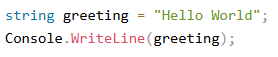 string greeting = "Hello World";
Console.WriteLine(greeting);